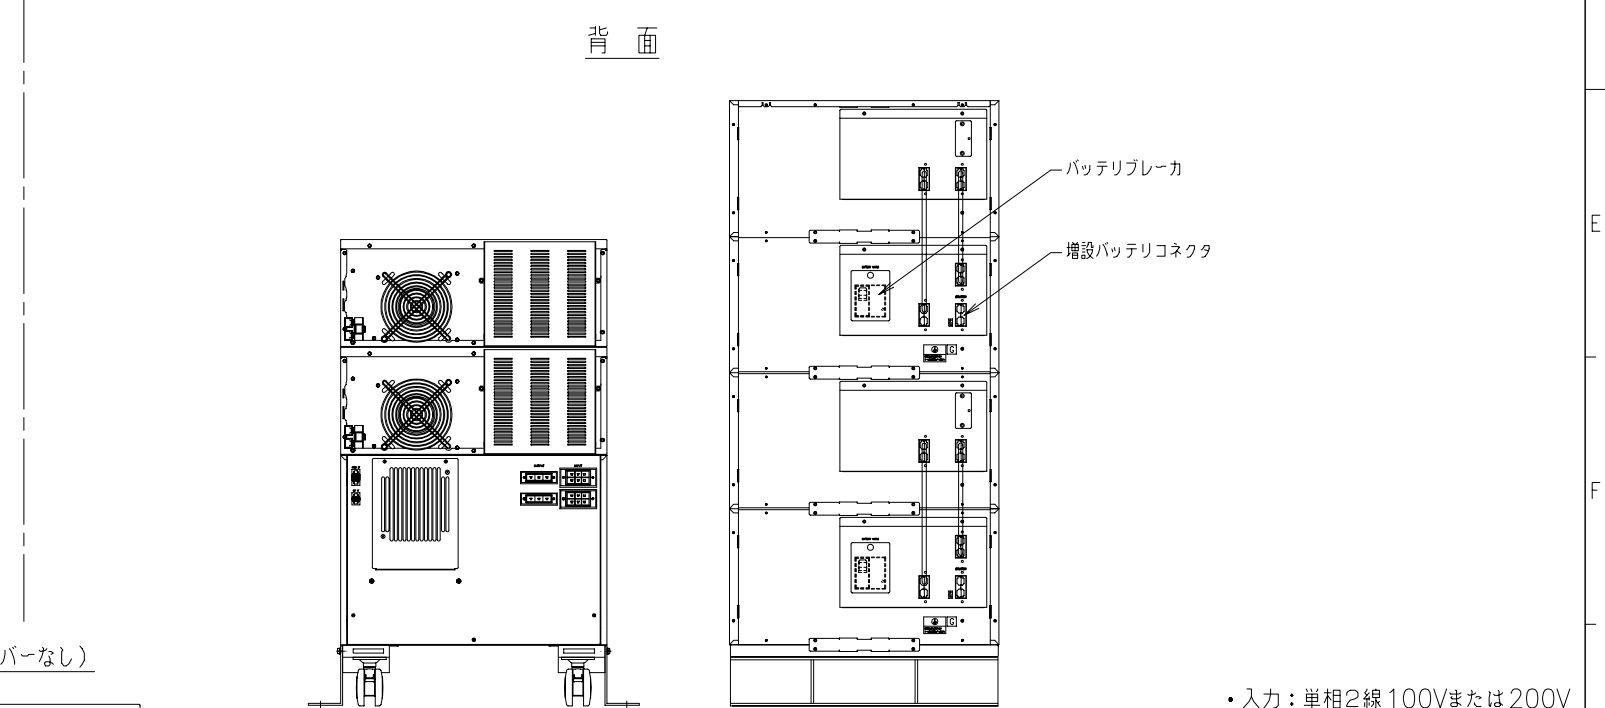 背 面
バッテリブレーカ
増設バッテリコネクタ
E
OUTPUT
INPUT
G
F
G
バーなし)
・入力:単相2線100Vまたは200V